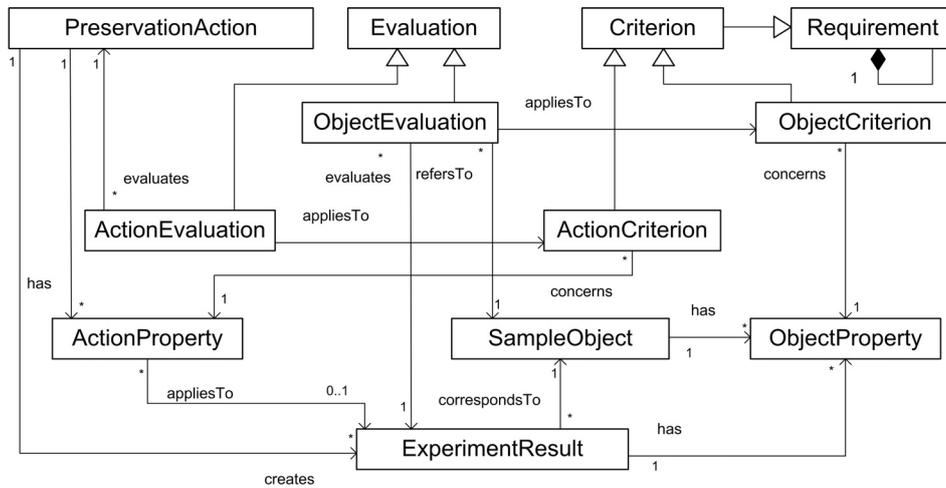 PreservationAction
Evaluation
Criterion
Requirement
1
1
1
1
ObjectEvaluation
appliesTo
ObjectCriterion
*
*
*
evaluates
evaluates
refersTo
concerns
*
ActionEvaluation
appliesTo
ActionCriterion
*
has
concerns
*
1
1
1
has
*
ActionProperty
SampleObject
ObjectProperty
1
*
1
*
appliesTo
0..1
1
correspondsTo
*
*
has
ExperimentResult
1
creates